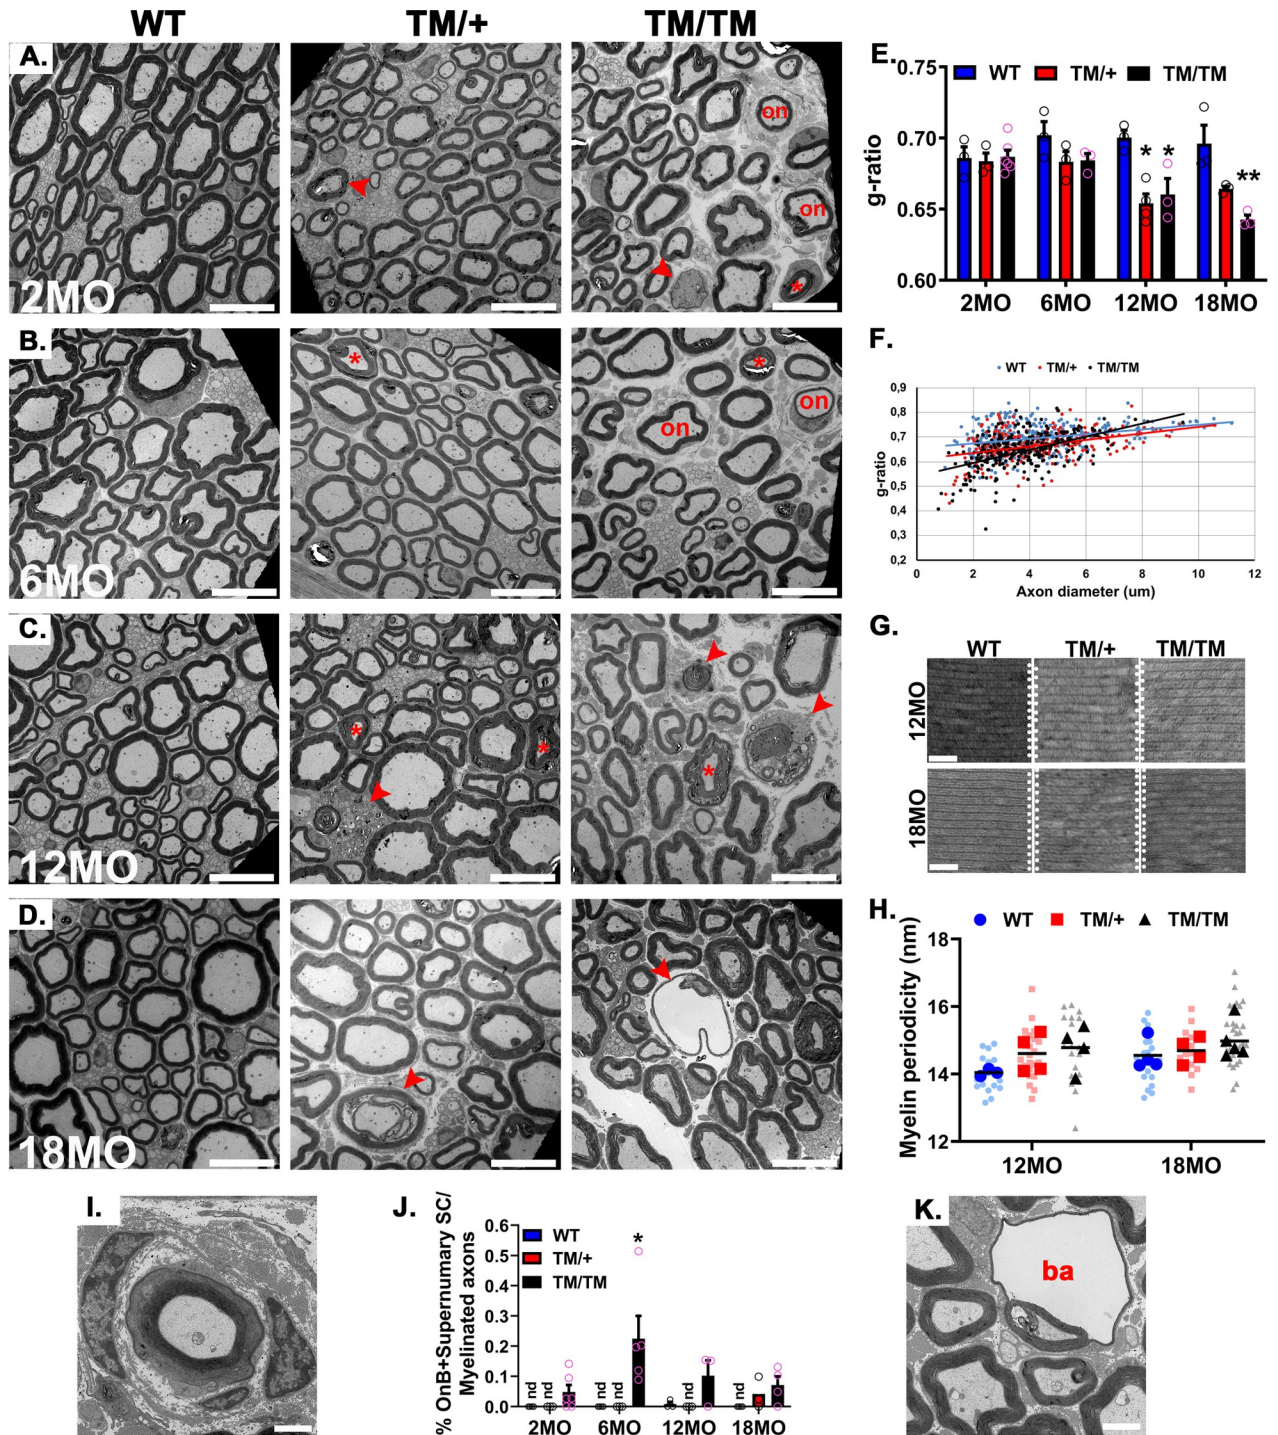 WT TM/+ TM/TM
A.
on
on
*
2MO
B.
*
*
on
on
6MO
C.
*
*
*
12MO
D.
18MO
E.
WT TM/+ TM/TM
g-ratio
0.75
0.70
0.65
0.60
* * **
2MO 6MO 12MO 18MO
F.
WT TM/+ TM/TM
g-ratio
0,9
0,8
0,7
0,6
0,5
0,4
0,3
0,2
0 2 4 6 8 10 12
Axon diameter (um)
G.
WT TM/+ TM/TM
12MO
18MO
H.
WT TM/+ TM/TM
Myelin periodicity (nm)
18
16
14
12
12MO 18MO
I.
J.
% OnB+Supernumary SC/
Myelinated axons
WT
TM/+
TM/TM
0.6
0.5
0.4
0.3
0.2
0.1
0.0
*
nd nd nd nd nd nd
2MO 6MO 12MO 18MO
K.
ba